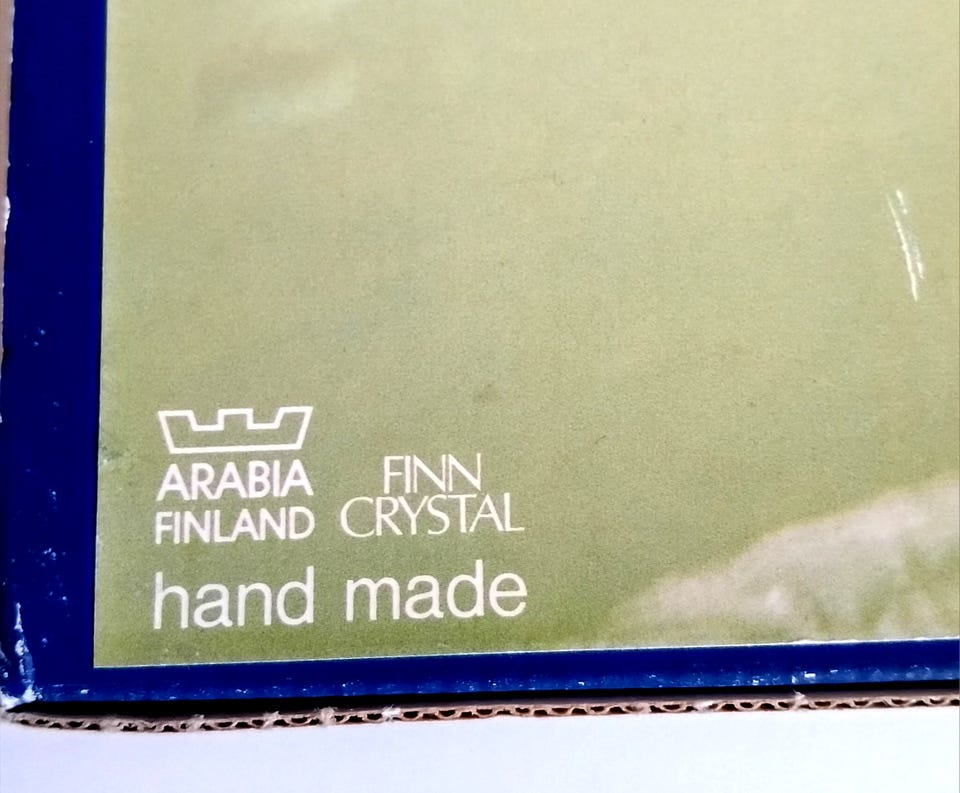 ARABIA
FINLAND
FINN
CRYSTAL
hand made